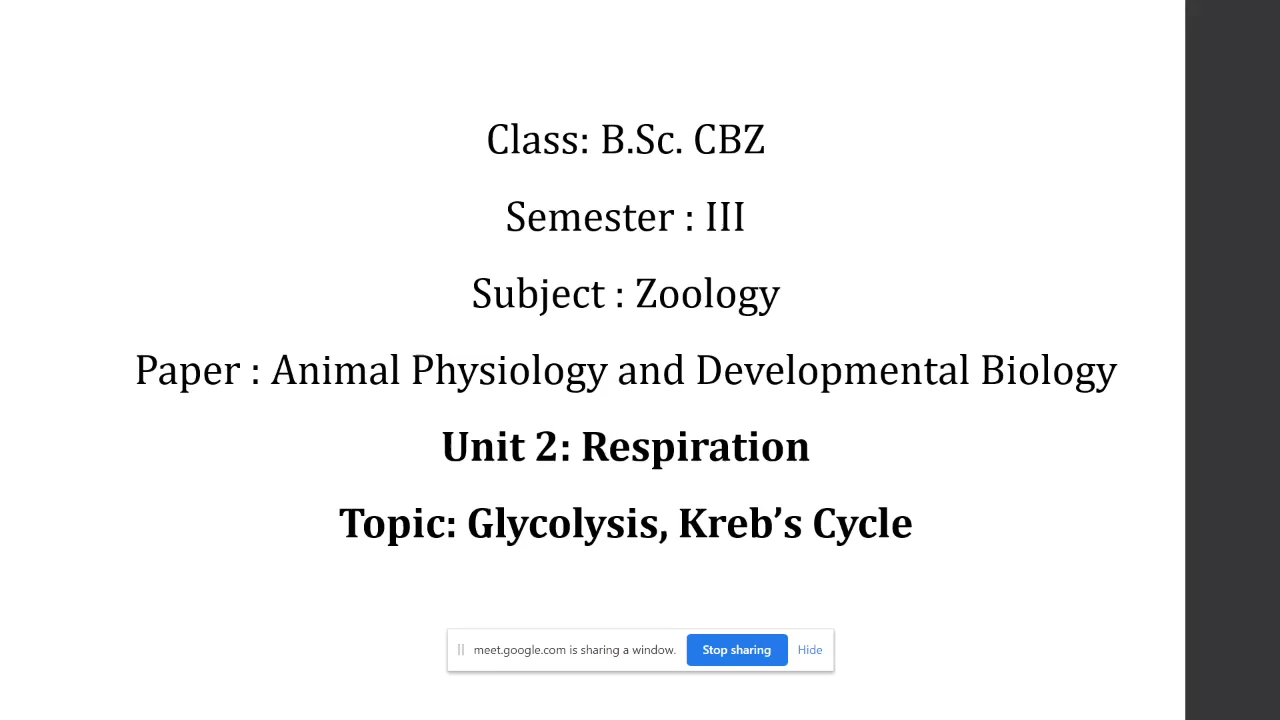 Class: B.Sc. CBZ
Semester : III
Subject : Zoology
Paper : Animal Physiology and Developmental Biology
Unit 2: Respiration
Topic: Glycolysis, Kreb’s Cycle
meet.google.com is sharing a window. Stop sharing Hide